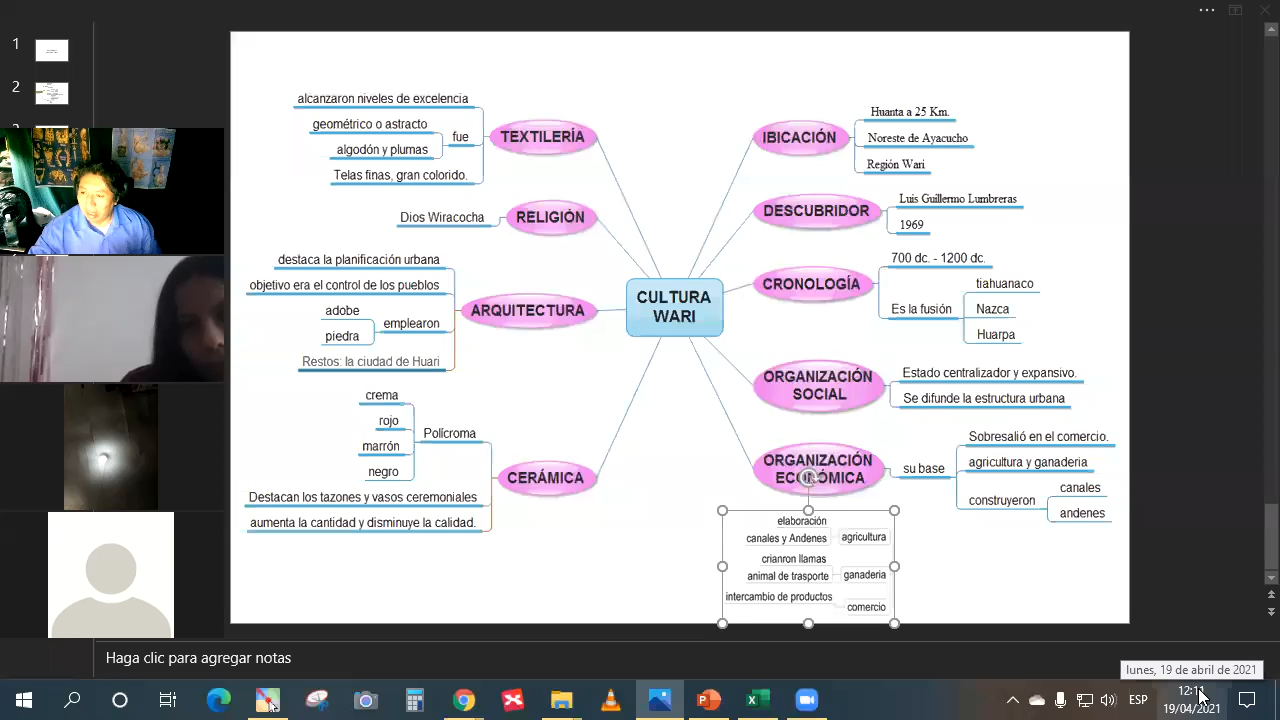 1
2
alcanzaron niveles de excelencia
geométrico o astracto
fue
algodón y plumas
Telas finas, gran colorido.
TEXTILERÍA
Dios Wiracocha
RELIGIÓN
destaca la planificación urbana
objetivo era el control de los pueblos
adobe
emplearon
piedra
Restos: la ciudad de Huari
ARQUITECTURA
crema
rojo
Polícroma
marrón
negro
Destacan los tazones y vasos ceremoniales
aumenta la cantidad y disminuye la calidad.
CERÁMICA
CULTURA
WARI
IBICACIÓN
Huanta a 25 Km.
Noreste de Ayacucho
Región Wari
DESCUBRIDOR
Luis Guillermo Lumbreras
1969
CRONOLOGÍA
700 dc. - 1200 dc.
Es la fusión
tiahuanaco
Nazca
Huarpa
ORGANIZACIÓN
SOCIAL
Estado centralizador y expansivo.
Se difunde la estructura urbana
ORGANIZACIÓN
ECONÓMICA
su base
Sobresalió en el comercio.
agricultura y ganaderia
construyeron
canales
andenes
elaboración
canales y Andenes
agricultura
crianron llamas
animal de trasporte
ganaderia
intercambio de productos
comercio
Haga clic para agregar notas
lunes, 19 de abril de 2021
ESP
19/04/2021